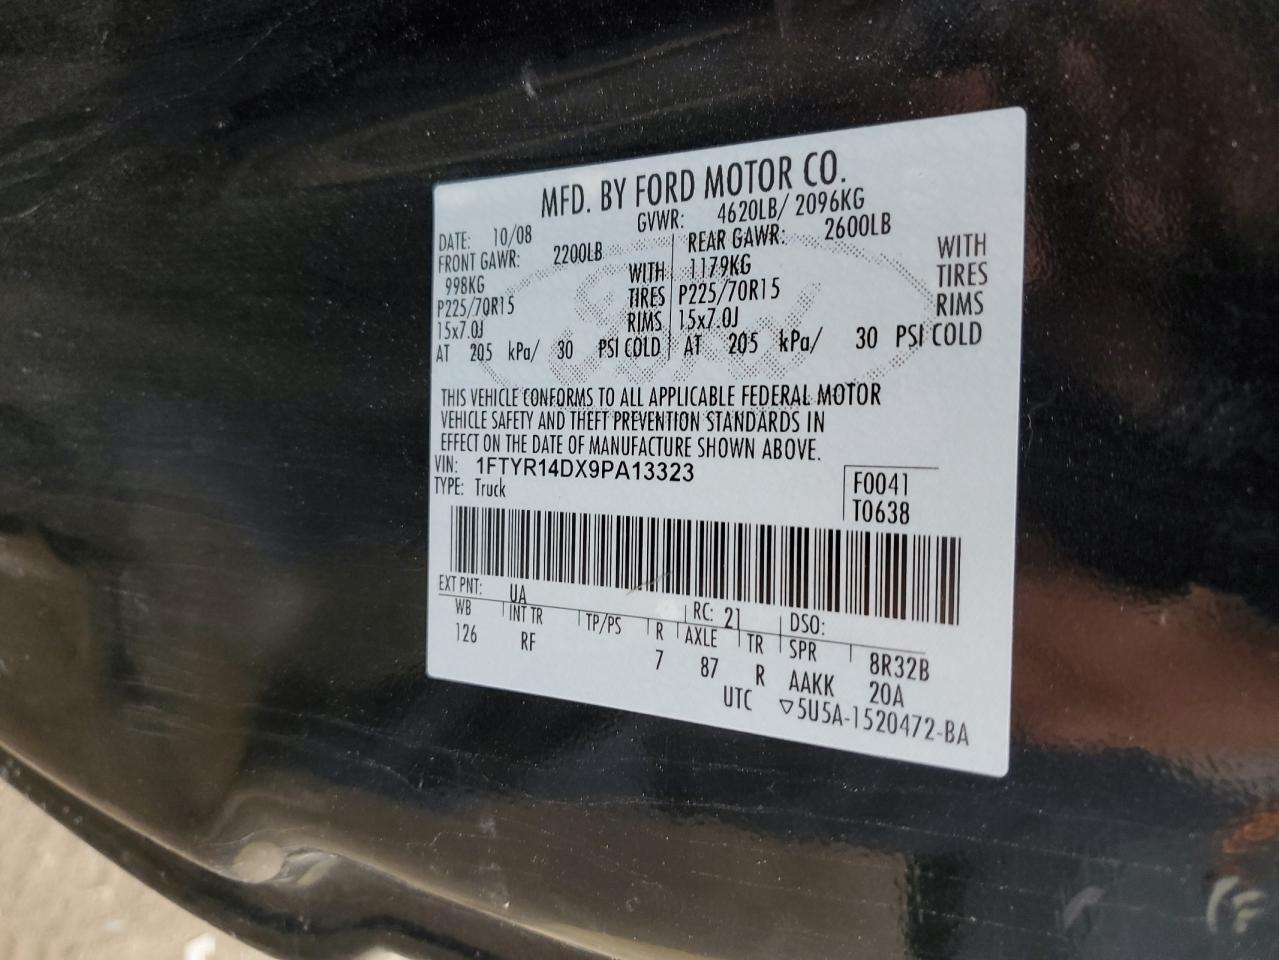 MFD. BY FORD MOTOR CO.
DATE: 10/08 GVWR: 4620LB/ 2096KG
FRONT GAWR: 2200LB REAR GAWR: 2600LB
998KG WITH 1179KG WITH
P225/70R15 TIRES P225/70R15 TIRES
15x7.0J RIMS 15x7.0J RIMS
AT 205 kPa/ 30 PSI COLD AT 205 kPa/ 30 PSI COLD
THIS VEHICLE CONFORMS TO ALL APPLICABLE FEDERAL MOTOR
VEHICLE SAFETY AND THEFT PREVENTION STANDARDS IN
EFFECT ON THE DATE OF MANUFACTURE SHOWN ABOVE.
VIN: 1FTYR14DX9PA13323
TYPE: Truck
F0041
T0638
EXT PNT: UA RC: 21 DSO:
WB INT TR TP/PS R AXLE TR SPR 8R32B
126 RF 7 87 R AAKK 20A
UTC ▽5U5A-1520472-BA